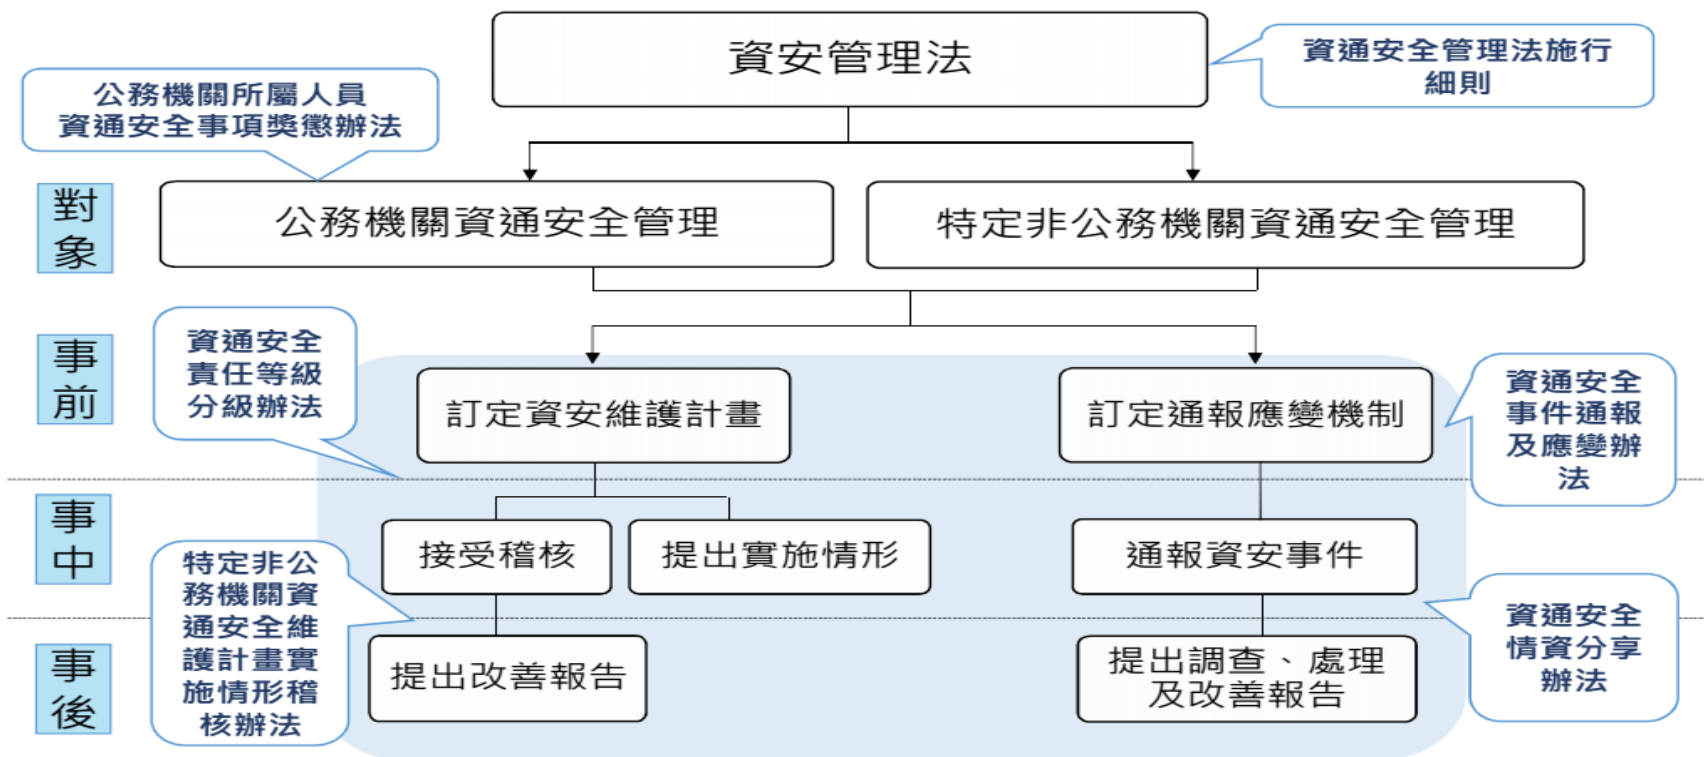 資安管理法
資通安全管理法施行
細則
公務機關所屬人員
資通安全事項獎懲辦法
對
象
公務機關資通安全管理
特定非公務機關資通安全管理
事
前
資通安全
責任等級
分級辦法
訂定資安維護計畫
訂定通報應變機制
資通安全
事件通報
及應變辦
法
事
中
接受稽核
提出實施情形
通報資安事件
特定非公
務機關資
通安全維
護計畫實
施情形稽
核辦法
資通安全
情資分享
辦法
事
後
提出改善報告
提出調查、處理
及改善報告